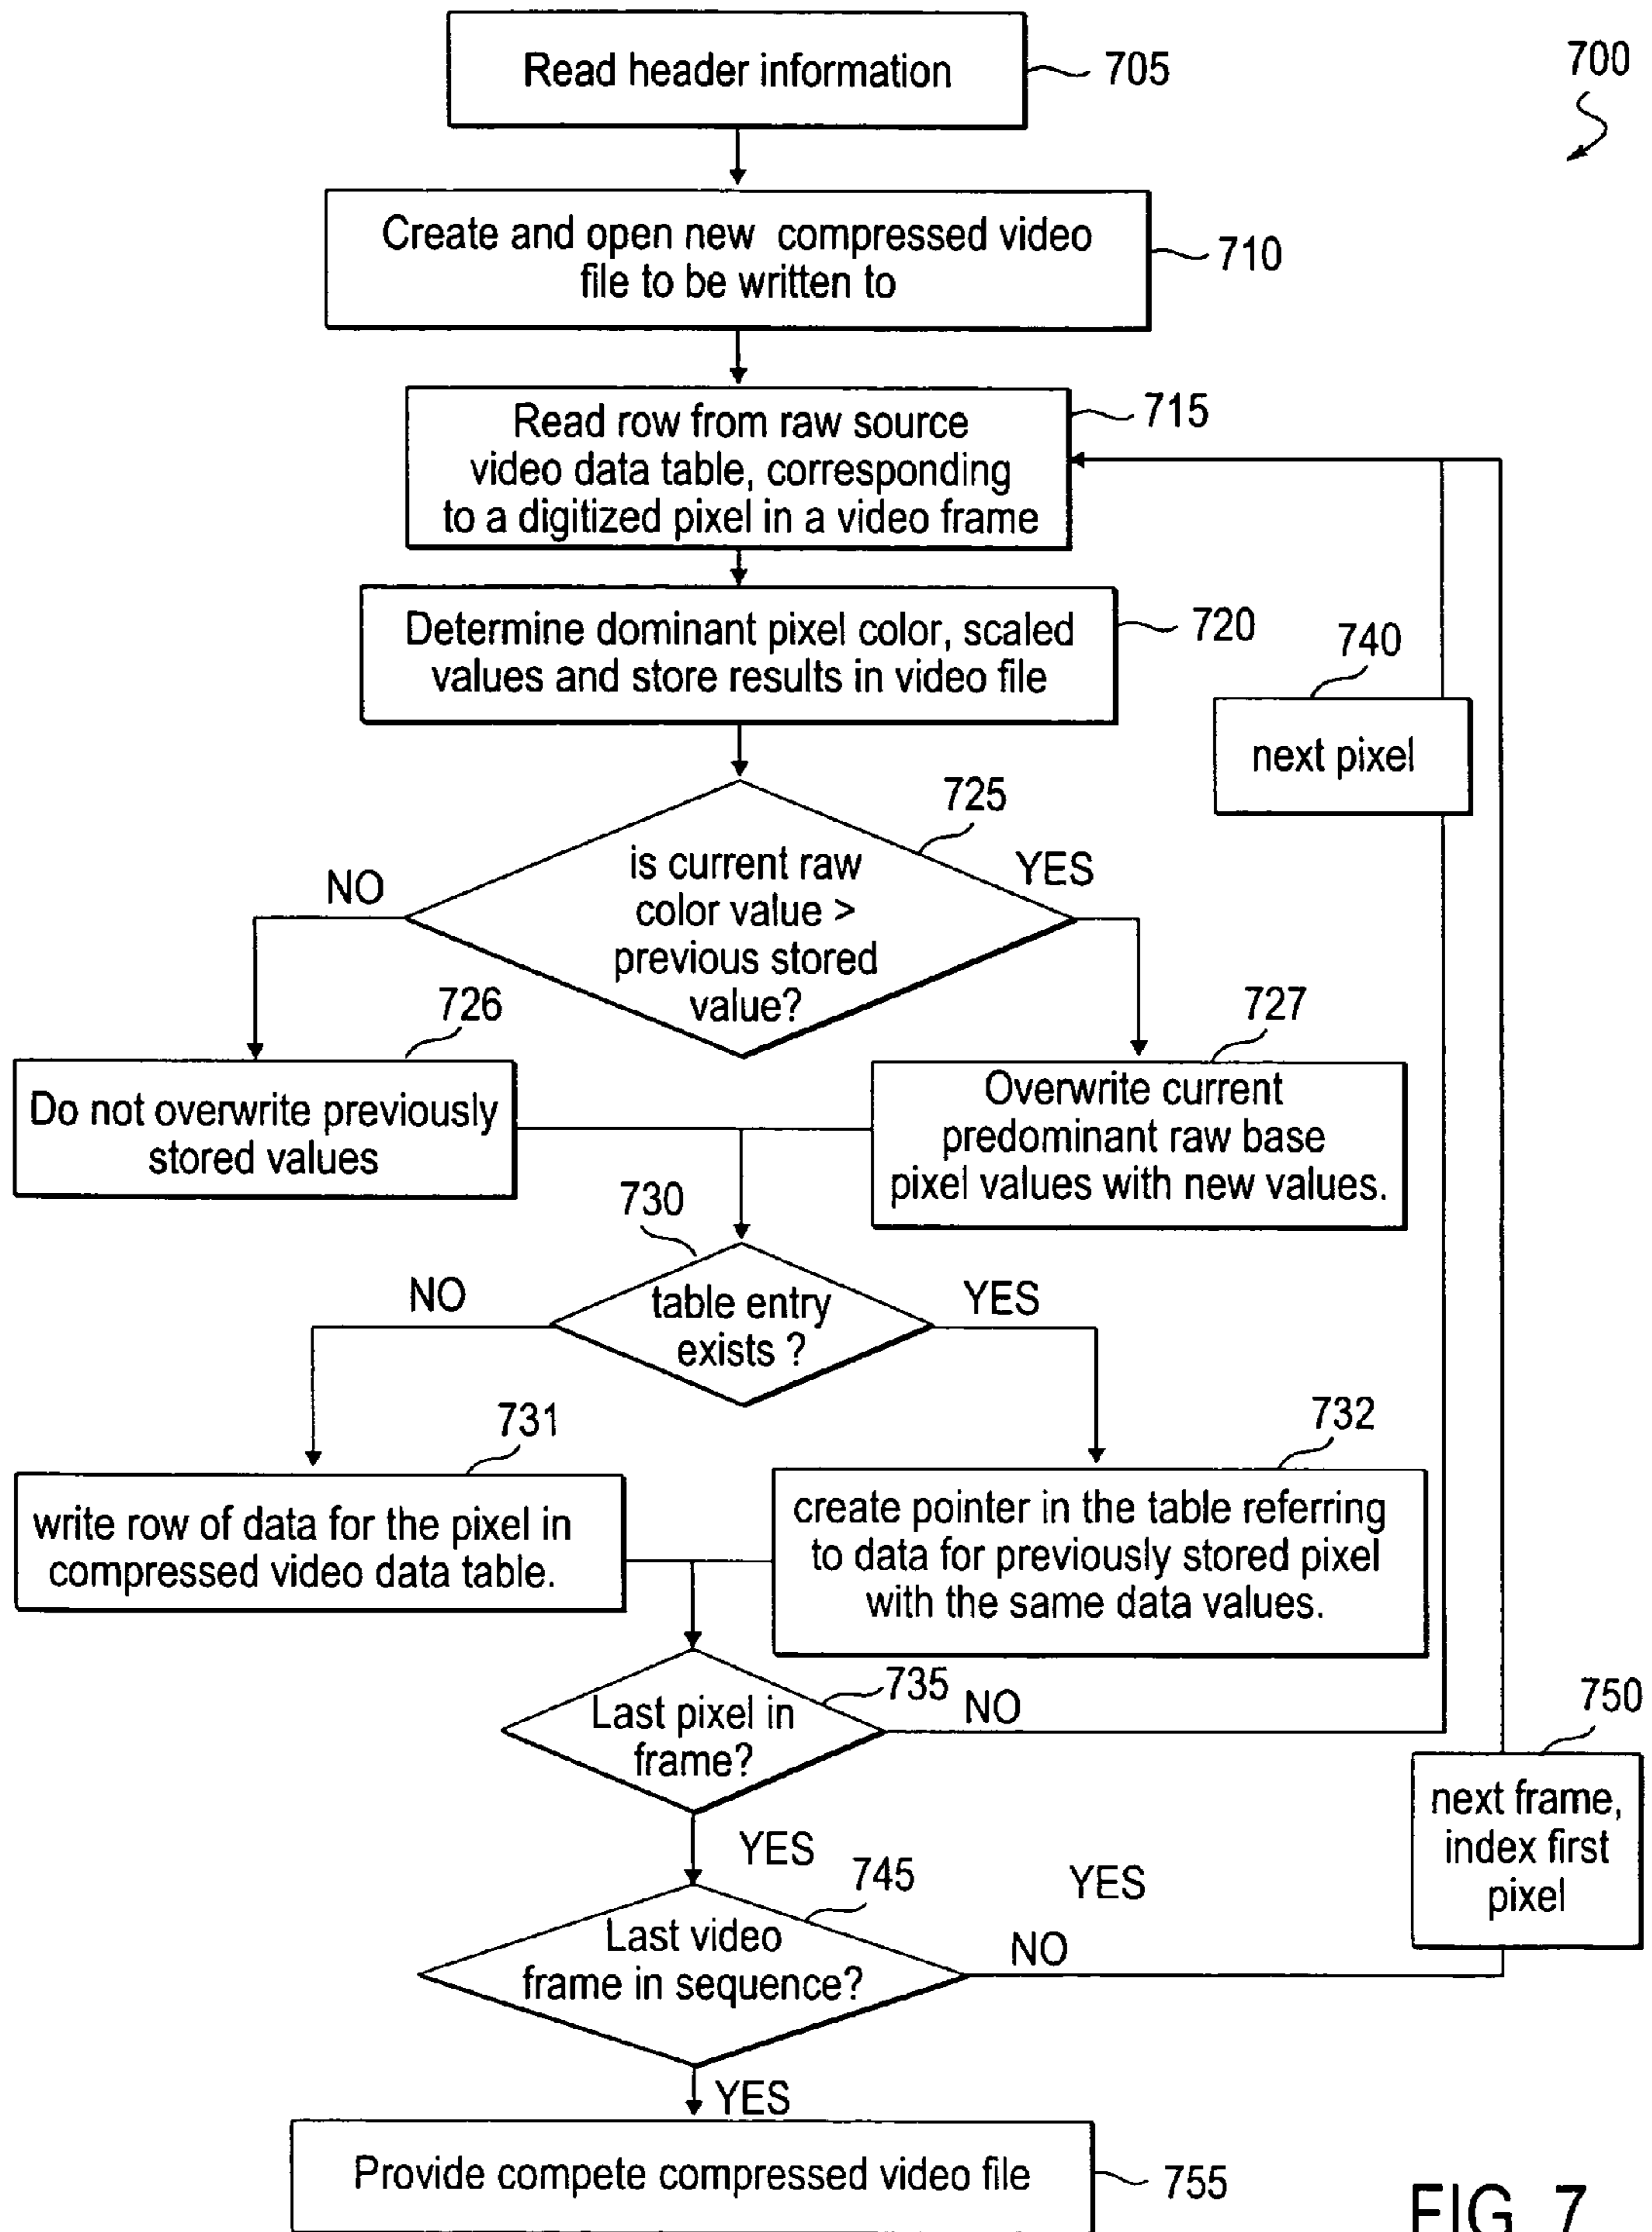 Read header information
705
700
Create and open new compressed video
file to be written to
710
Read row from raw source
video data table, corresponding
to a digitized pixel in a video frame
715
Determine dominant pixel color, scaled
values and store results in video file
720
740
next pixel
725
is current raw
color value >
previous stored
value?
NO
YES
726
Do not overwrite previously
stored values
727
Overwrite current
predominant raw base
pixel values with new values.
730
table entry
exists ?
NO
YES
731
write row of data for the pixel in
compressed video data table.
732
create pointer in the table referring
to data for previously stored pixel
with the same data values.
735
Last pixel in
frame?
NO
YES
750
next frame,
index first
pixel
745
Last video
frame in sequence?
YES
NO
YES
Provide compete compressed video file
755
FIG. 7